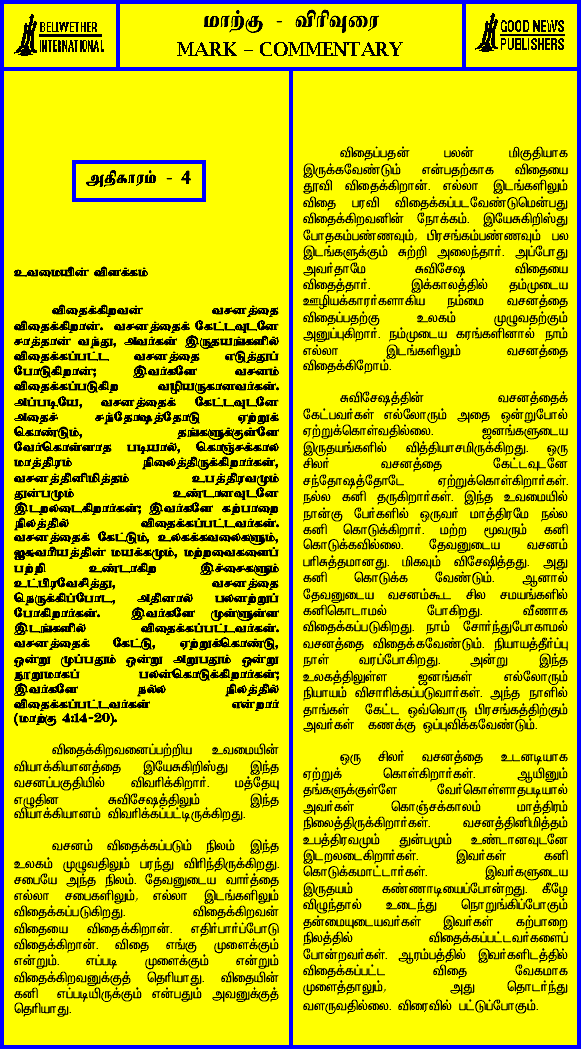 BELLWETHER
INTERNATIONAL
மாற்கு - விரிவுரை
MARK – COMMENTARY
GOOD NEWS
PUBLISHERS
அதிகாரம் - 4
உவமையின் விளக்கம்
விதைக்கிறவன் வசனத்தை
விதைக்கிறான். வசனத்தைக் கேட்டவுடனே
சாத்தான் வந்து, அவர்கள் இருதயங்களில்
விதைக்கப்பட்ட வசனத்தை எடுத்துப்
போடுகிறான்; இவர்களே வசனம்
விதைக்கப்படுகிற வழியருகானவர்கள்.
அப்படியே, வசனத்தைக் கேட்டவுடனே
அதைச் சந்தோஷத்தோடு ஏற்றுக்
கொண்டும், தங்களுக்குள்ளே
வேர்கொள்ளாத படியால், கொஞ்சக்கால
மாத்திரம் நிலைத்திருக்கிறார்கள்,
வசனத்தினிமித்தம் உபத்திரவமும்
துன்பமும் உண்டானவுடனே
இடறலடைகிறார்கள்; இவர்களே கற்பாறை
நிலத்தில் விதைக்கப்பட்டவர்கள்.
வசனத்தைக் கேட்டும், உலகக்கவலைகளும்,
ஐசுவரியத்தின் மயக்கமும், மற்றவைகளைப்
பற்றி உண்டாகிற இச்சைகளும்
உட்பிரவேசித்து, வசனத்தை
நெருக்கிப்போட, அதினால் பலனற்றுப்
போகிறார்கள். இவர்களே முள்ளுள்ள
இடங்களில் விதைக்கப்பட்டவர்கள்.
வசனத்தைக் கேட்டு, ஏற்றுக்கொண்டு,
ஒன்று முப்பதும் ஒன்று அறுபதும் ஒன்று
நூறுமாகப் பலன்கொடுக்கிறார்கள்;
இவர்களே நல்ல நிலத்தில்
விதைக்கப்பட்டவர்கள் என்றார்
(மாற்கு 4:14-20).
விதைக்கிறவனைப்பற்றிய உவமையின்
வியாக்கியானத்தை இயேசுகிறிஸ்து இந்த
வசனப்பகுதியில் விவரிக்கிறார். மத்தேயு
எழுதின சுவிசேஷத்திலும் இந்த
வியாக்கியானம் விவரிக்கப்பட்டிருக்கிறது.
வசனம் விதைக்கப்படும் நிலம் இந்த
உலகம் முழுவதிலும் பரந்து விரிந்திருக்கிறது.
சபையே அந்த நிலம். தேவனுடைய வார்த்தை
எல்லா சபைகளிலும், எல்லா இடங்களிலும்
விதைக்கப்படுகிறது. விதைக்கிறவன்
விதையை விதைக்கிறான். எதிர்பார்ப்போடு
விதைக்கிறான். விதை எங்கு முளைக்கும்
என்றும். எப்படி முளைக்கும் என்றும்
விதைக்கிறவனுக்குத் தெரியாது. விதையின்
கனி எப்படியிருக்கும் என்பதும் அவனுக்குத்
தெரியாது.
விதைப்பதன் பலன் மிகுதியாக
இருக்கவேண்டும் என்பதற்காக விதையை
தூவி விதைக்கிறான். எல்லா இடங்களிலும்
விதை பரவி விதைக்கப்படவேண்டுமென்பது
விதைக்கிறவனின் நோக்கம். இயேசுகிறிஸ்து
போதகம்பண்ணவும், பிரசங்கம்பண்ணவும் பல
இடங்களுக்கும் சுற்றி அலைந்தார். அப்போது
அவர்தாமே சுவிசேஷ விதையை
விதைத்தார். இக்காலத்தில் தம்முடைய
ஊழியக்காரர்களாகிய நம்மை வசனத்தை
விதைப்பதற்கு உலகம் முழுவதற்கும்
அனுப்புகிறார். நம்முடைய கரங்களினால் நாம்
எல்லா இடங்களிலும் வசனத்தை
விதைக்கிறோம்.
சுவிசேஷத்தின் வசனத்தைக்
கேட்பவர்கள் எல்லோரும் அதை ஒன்றுபோல்
ஏற்றுக்கொள்வதில்லை. ஜனங்களுடைய
இருதயங்களில் வித்தியாசமிருக்கிறது. ஒரு
சிலர் வசனத்தை கேட்டவுடனே
சந்தோஷத்தோடே ஏற்றுக்கொள்கிறார்கள்.
நல்ல கனி தருகிறார்கள். இந்த உவமையில்
நான்கு பேர்களில் ஒருவர் மாத்திரமே நல்ல
கனி கொடுக்கிறார். மற்ற மூவரும் கனி
கொடுக்கவில்லை. தேவனுடைய வசனம்
பரிசுத்தமானது. மிகவும் விசேஷித்தது. அது
கனி கொடுக்க வேண்டும். ஆனால்
தேவனுடைய வசனம்கூட சில சமயங்களில்
கனிகொடாமல் போகிறது. வீணாக
விதைக்கப்படுகிறது. நாம் சோர்ந்துபோகாமல்
வசனத்தை விதைக்கவேண்டும். நியாயத்தீர்ப்பு
நாள் வரப்போகிறது. அன்று இந்த
உலகத்திலுள்ள ஜனங்கள் எல்லோரும்
நியாயம் விசாரிக்கப்படுவார்கள். அந்த நாளில்
தாங்கள் கேட்ட ஒவ்வொரு பிரசங்கத்திற்கும்
அவர்கள் கணக்கு ஒப்புவிக்கவேண்டும்.
ஒரு சிலர் வசனத்தை உடனடியாக
ஏற்றுக் கொள்கிறார்கள். ஆயினும்
தங்களுக்குள்ளே வேர்கொள்ளாதபடியால்
அவர்கள் கொஞ்சக்காலம் மாத்திரம்
நிலைத்திருக்கிறார்கள். வசனத்தினிமித்தம்
உபத்திரவமும் துன்பமும் உண்டானவுடனே
இடறலடைகிறார்கள். இவர்கள் கனி
கொடுக்கமாட்டார்கள். இவர்களுடைய
இருதயம் கண்ணாடியைப்போன்றது. கீழே
விழுந்தால் உடைந்து நொறுங்கிப்போகும்
தன்மையுடையவர்கள் இவர்கள் கற்பாறை
நிலத்தில் விதைக்கப்பட்டவர்களைப்
போன்றவர்கள். ஆரம்பத்தில் இவர்களிடத்தில்
விதைக்கப்பட்ட விதை வேகமாக
முளைத்தாலும், அது தொடர்ந்து
வளருவதில்லை. விரைவில் பட்டுப்போகும்.